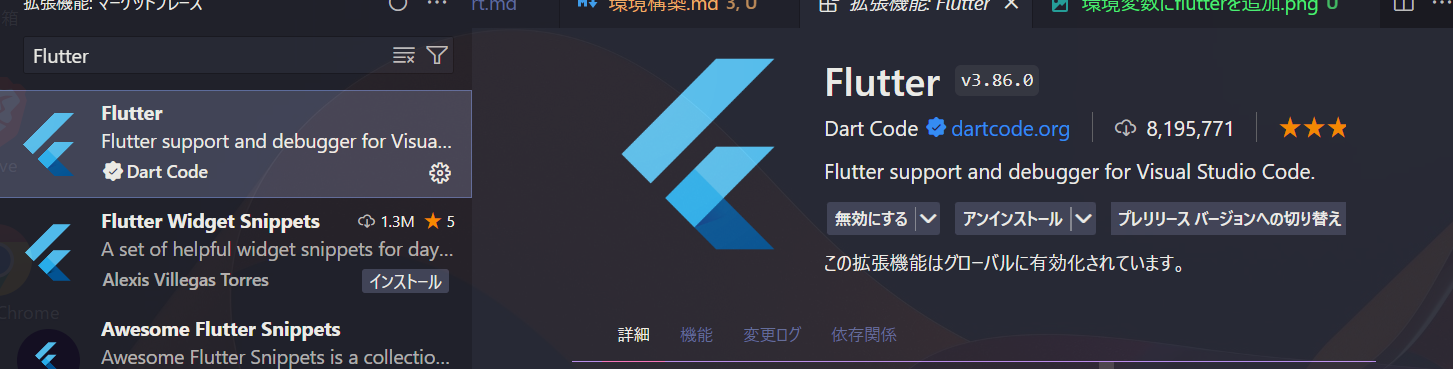 拡張機能: マーケットプレース
Flutter
Flutter
Flutter support and debugger for Visua...
Dart Code
Flutter Widget Snippets 1.3M 5
A set of helpful widget snippets for day...
Alexis Villegas Torres インストール
Awesome Flutter Snippets
Awesome Flutter Snippets is a collectio...
rt.md 環境構築.md 3, U 拡張機能: Flutter 環境変数にflutterを追加.png U
Flutter v3.86.0
Dart Code dartcode.org 8,195,771
Flutter support and debugger for Visual Studio Code.
無効にする アンインストール プレリリース バージョンへの切り替え
この拡張機能はグローバルに有効化されています。
詳細 機能 変更ログ 依存関係
箱
ve
Chrome